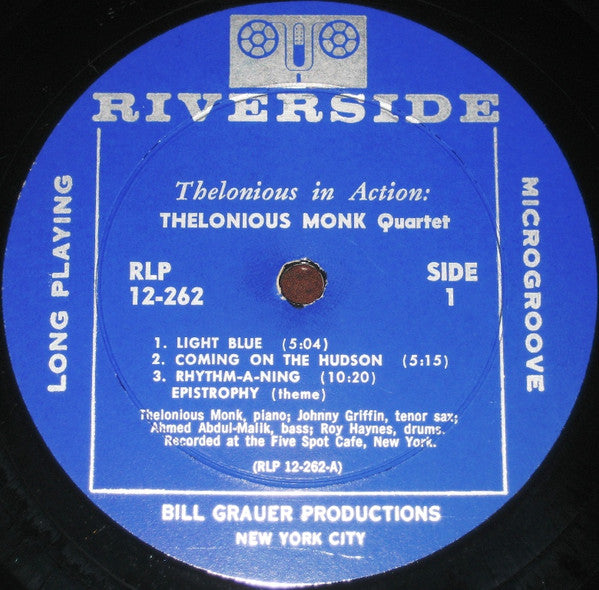 RIVERSIDE
LONG PLAYING
MICROGROOVE
Thelonious in Action:
THELONIOUS MONK Quartet
RLP
12-262
SIDE
1
1. LIGHT BLUE (5:04)
2. COMING ON THE HUDSON (5:15)
3. RHYTHM-A-NING (10:20)
EPISTROPHY (theme)
Thelonious Monk, piano; Johnny Griffin, tenor sax;
Ahmed Abdul-Malik, bass; Roy Haynes, drums.
Recorded at the Five Spot Cafe, New York.
(RLP 12-262-A)
BILL GRAUER PRODUCTIONS
NEW YORK CITY